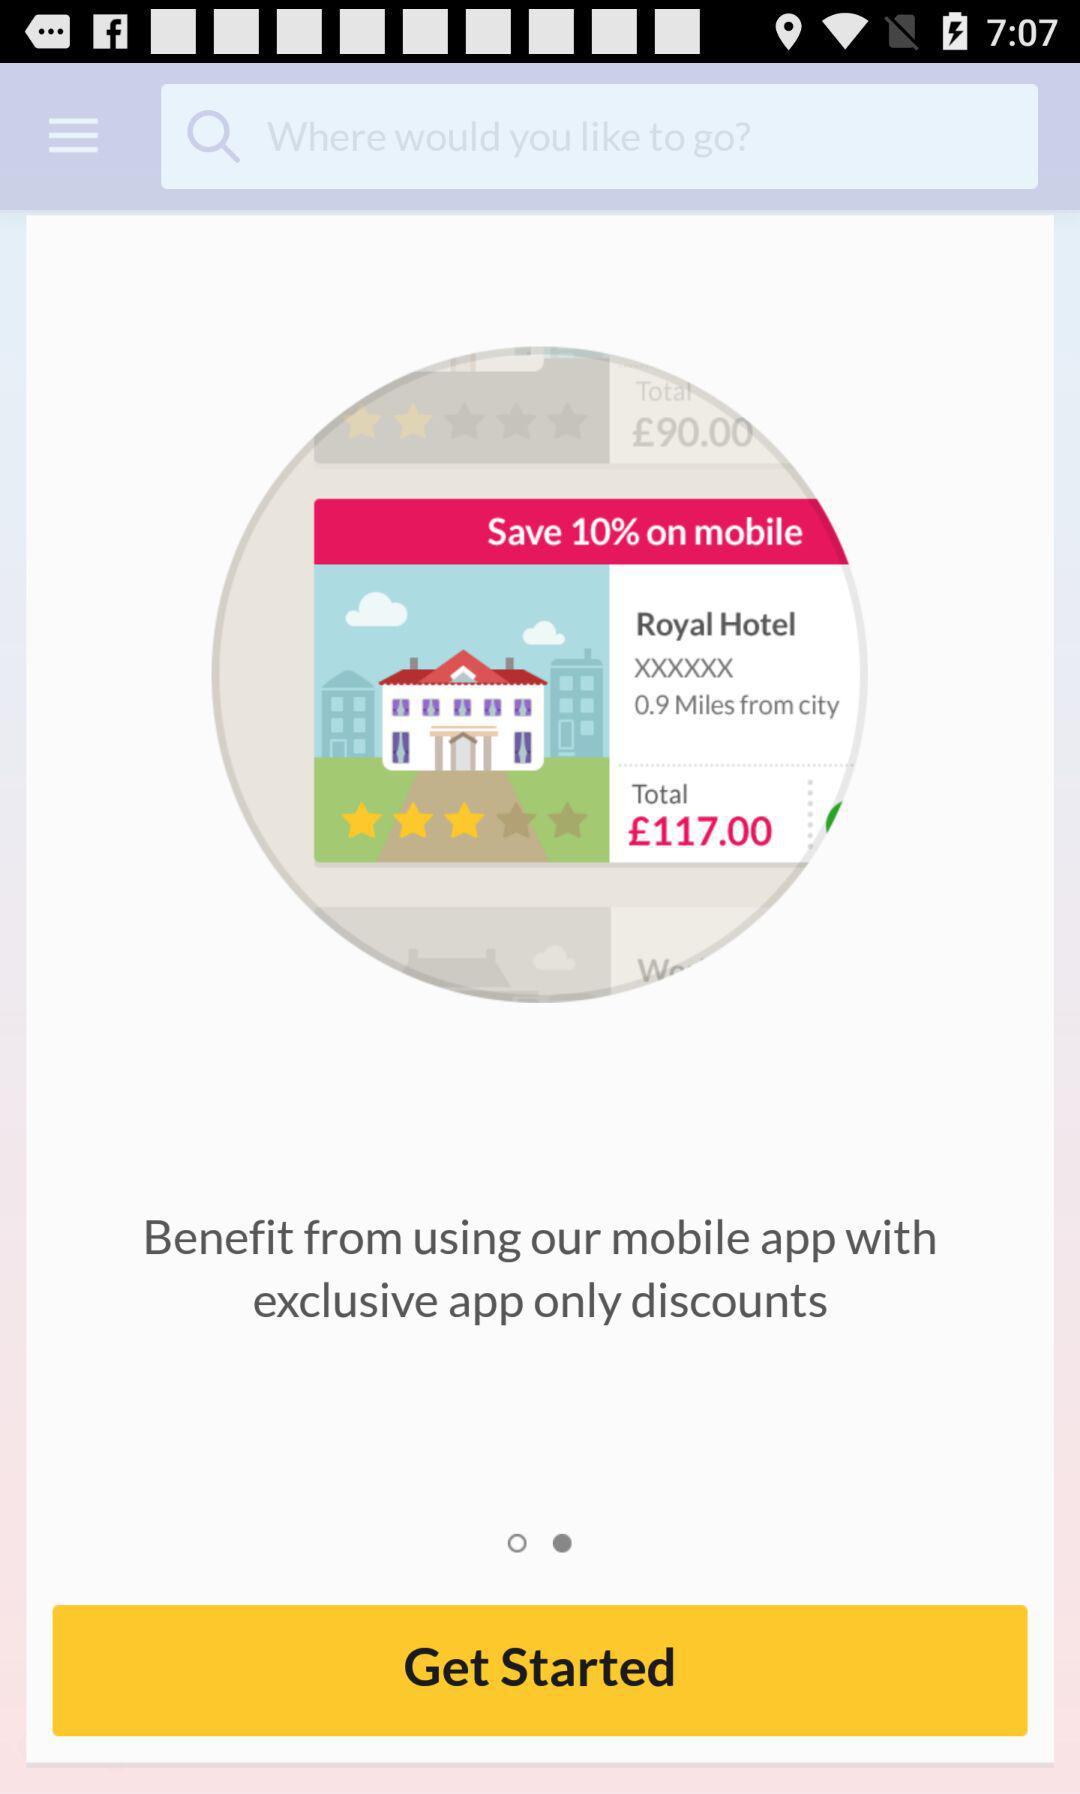 7:07
Where would you like to go?
Total
£90.00
Save 10% on mobile
Royal Hotel
XXXXXX
0.9 Miles from city
Total
£117.00
Benefit from using our mobile app with
exclusive app only discounts
Get Started